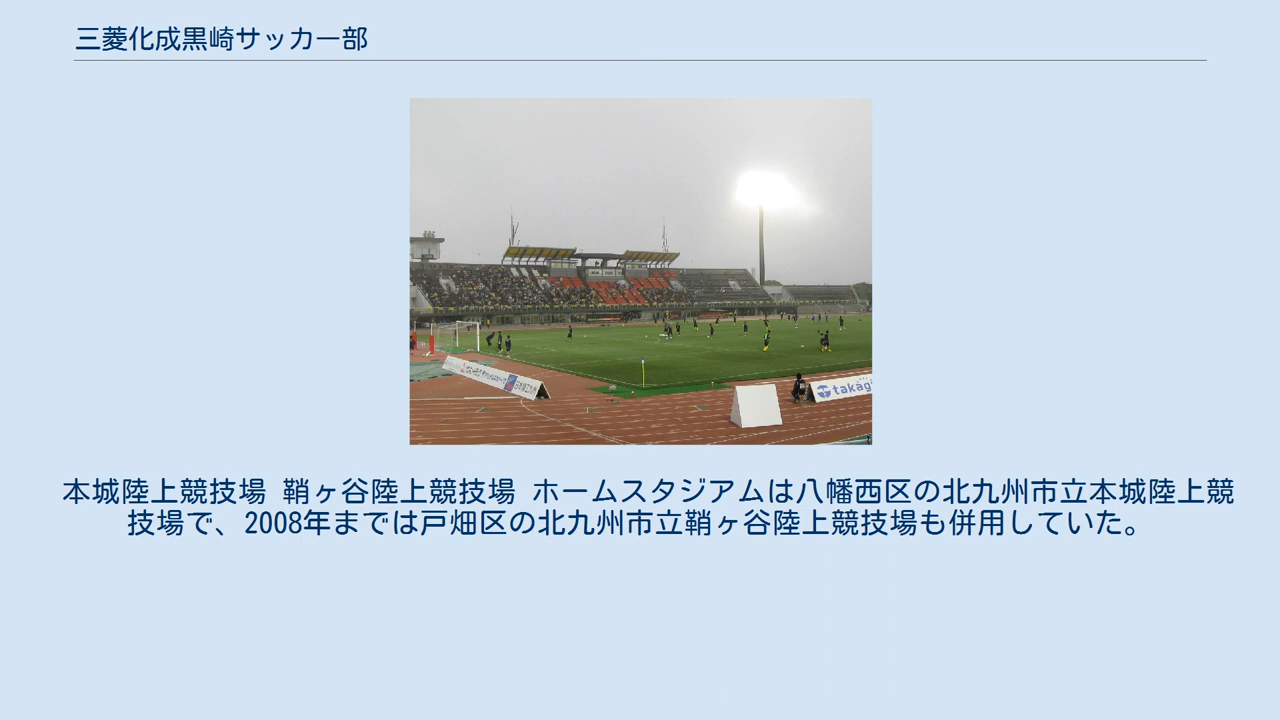 三菱化成黒崎サッカー部
takagi
本城陸上競技場 鞘ヶ谷陸上競技場 ホームスタジアムは八幡西区の北九州市立本城陸上競
技場で、2008年までは戸畑区の北九州市立鞘ヶ谷陸上競技場も併用していた。